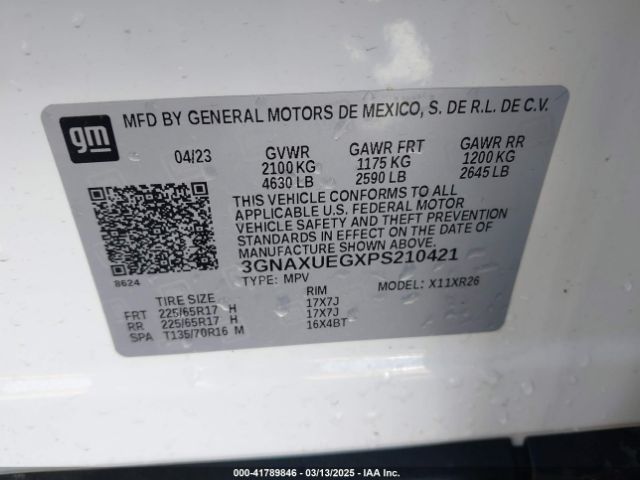 gm
MFD BY GENERAL MOTORS DE MEXICO, S. DE R.L. DE C.V.
04/23 GVWR GAWR FRT GAWR RR
2100 KG 1175 KG 1200 KG
4630 LB 2590 LB 2645 LB
THIS VEHICLE CONFORMS TO ALL
APPLICABLE U.S. FEDERAL MOTOR
VEHICLE SAFETY AND THEFT PREVENTION
STANDARDS IN EFFECT ON THE DATE OF
MANUFACTURE SHOWN ABOVE.
3GNAXUEGXPS210421
8624
TYPE: MPV MODEL: X11XR26
TIRE SIZE RIM
FRT 225/65R17 H 17X7J
RR 225/65R17 H 17X7J
SPA T135/70R16 M 16X4BT
000-41789846 - 03/13/2025 - IAA Inc.